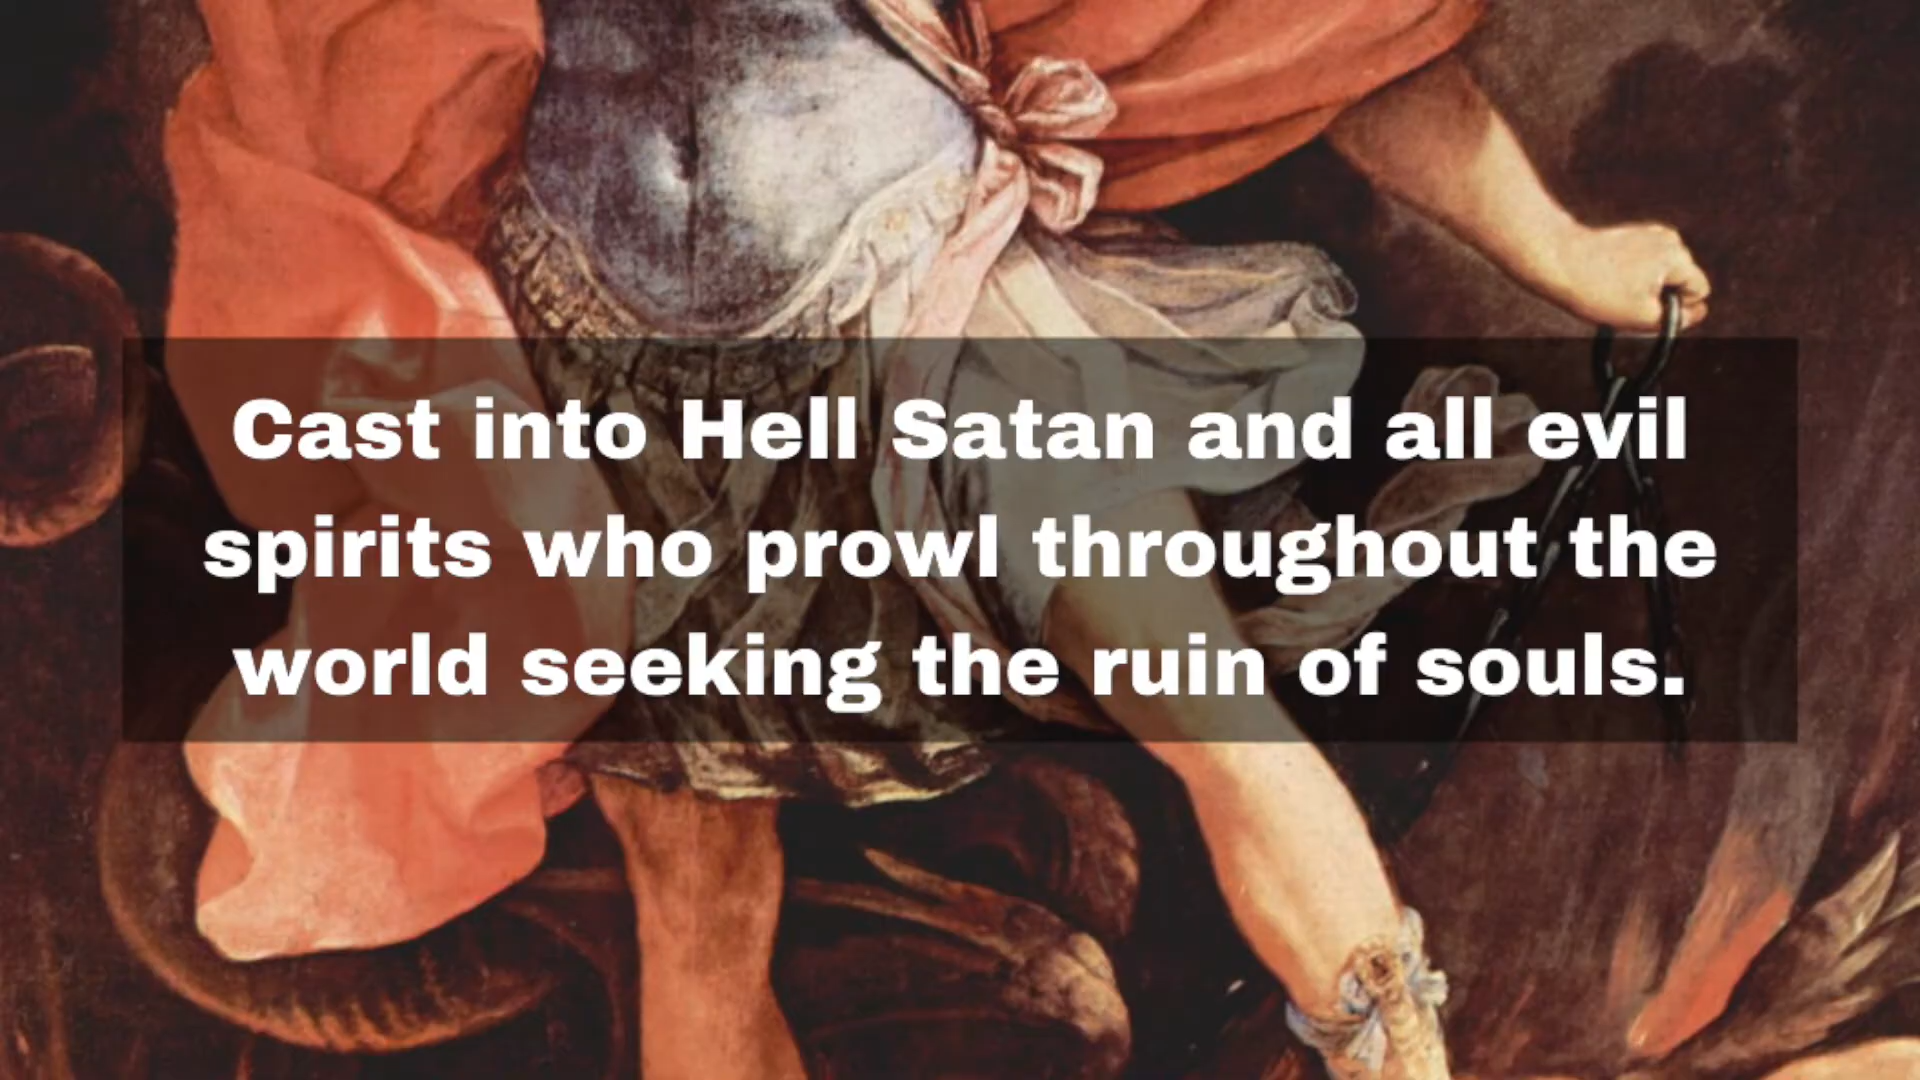 Cast into Hell Satan and all evil
spirits who prowl throughout the
world seeking the ruin of souls.